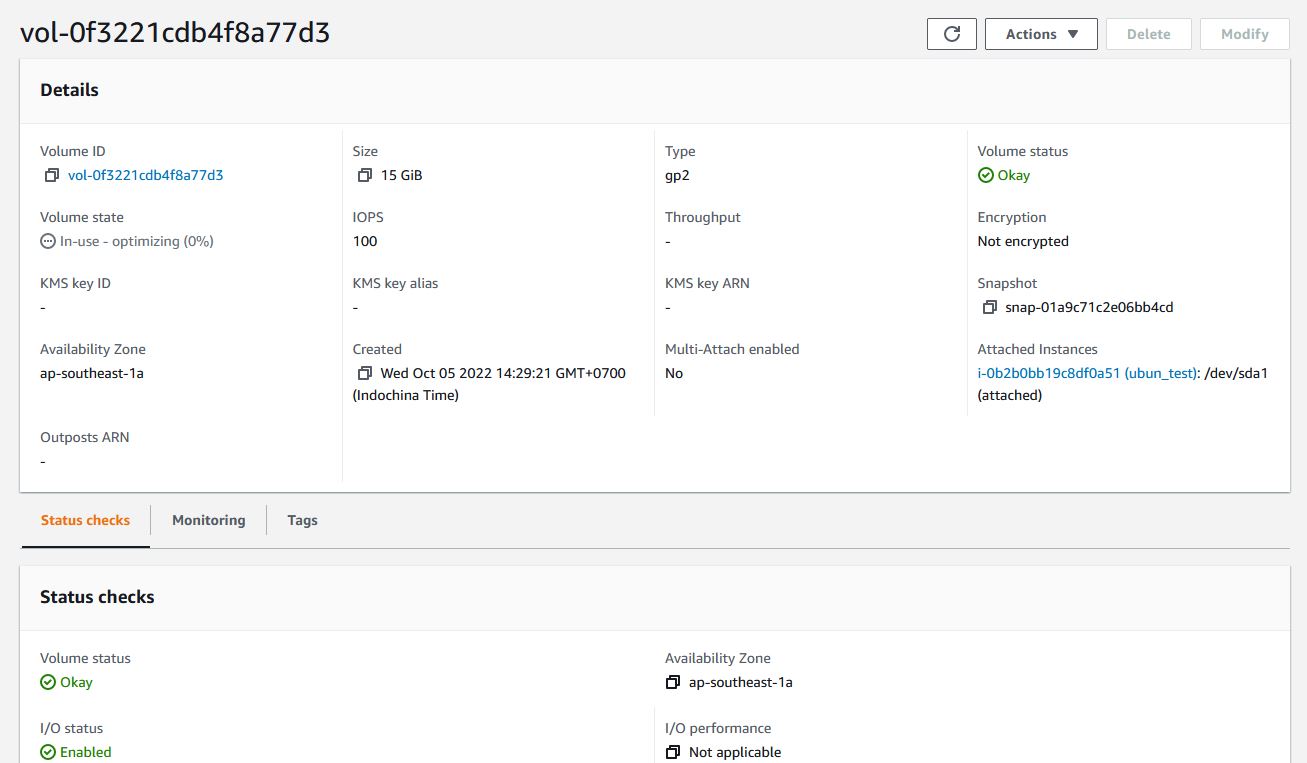 vol-0f3221cdb4f8a77d3
Actions ▼
Delete
Modify
Details
Volume ID
vol-0f3221cdb4f8a77d3
Size
15 GiB
Type
gp2
Volume status
Okay
Volume state
In-use - optimizing (0%)
IOPS
100
Throughput
-
Encryption
Not encrypted
KMS key ID
-
KMS key alias
-
KMS key ARN
-
Snapshot
snap-01a9c71c2e06bb4cd
Availability Zone
ap-southeast-1a
Created
Wed Oct 05 2022 14:29:21 GMT+0700
(Indochina Time)
Multi-Attach enabled
No
Attached Instances
i-0b2b0bb19c8df0a51 (ubun_test): /dev/sda1
(attached)
Outposts ARN
-
Status checks
Monitoring
Tags
Status checks
Volume status
Okay
Availability Zone
ap-southeast-1a
I/O status
Enabled
I/O performance
Not applicable